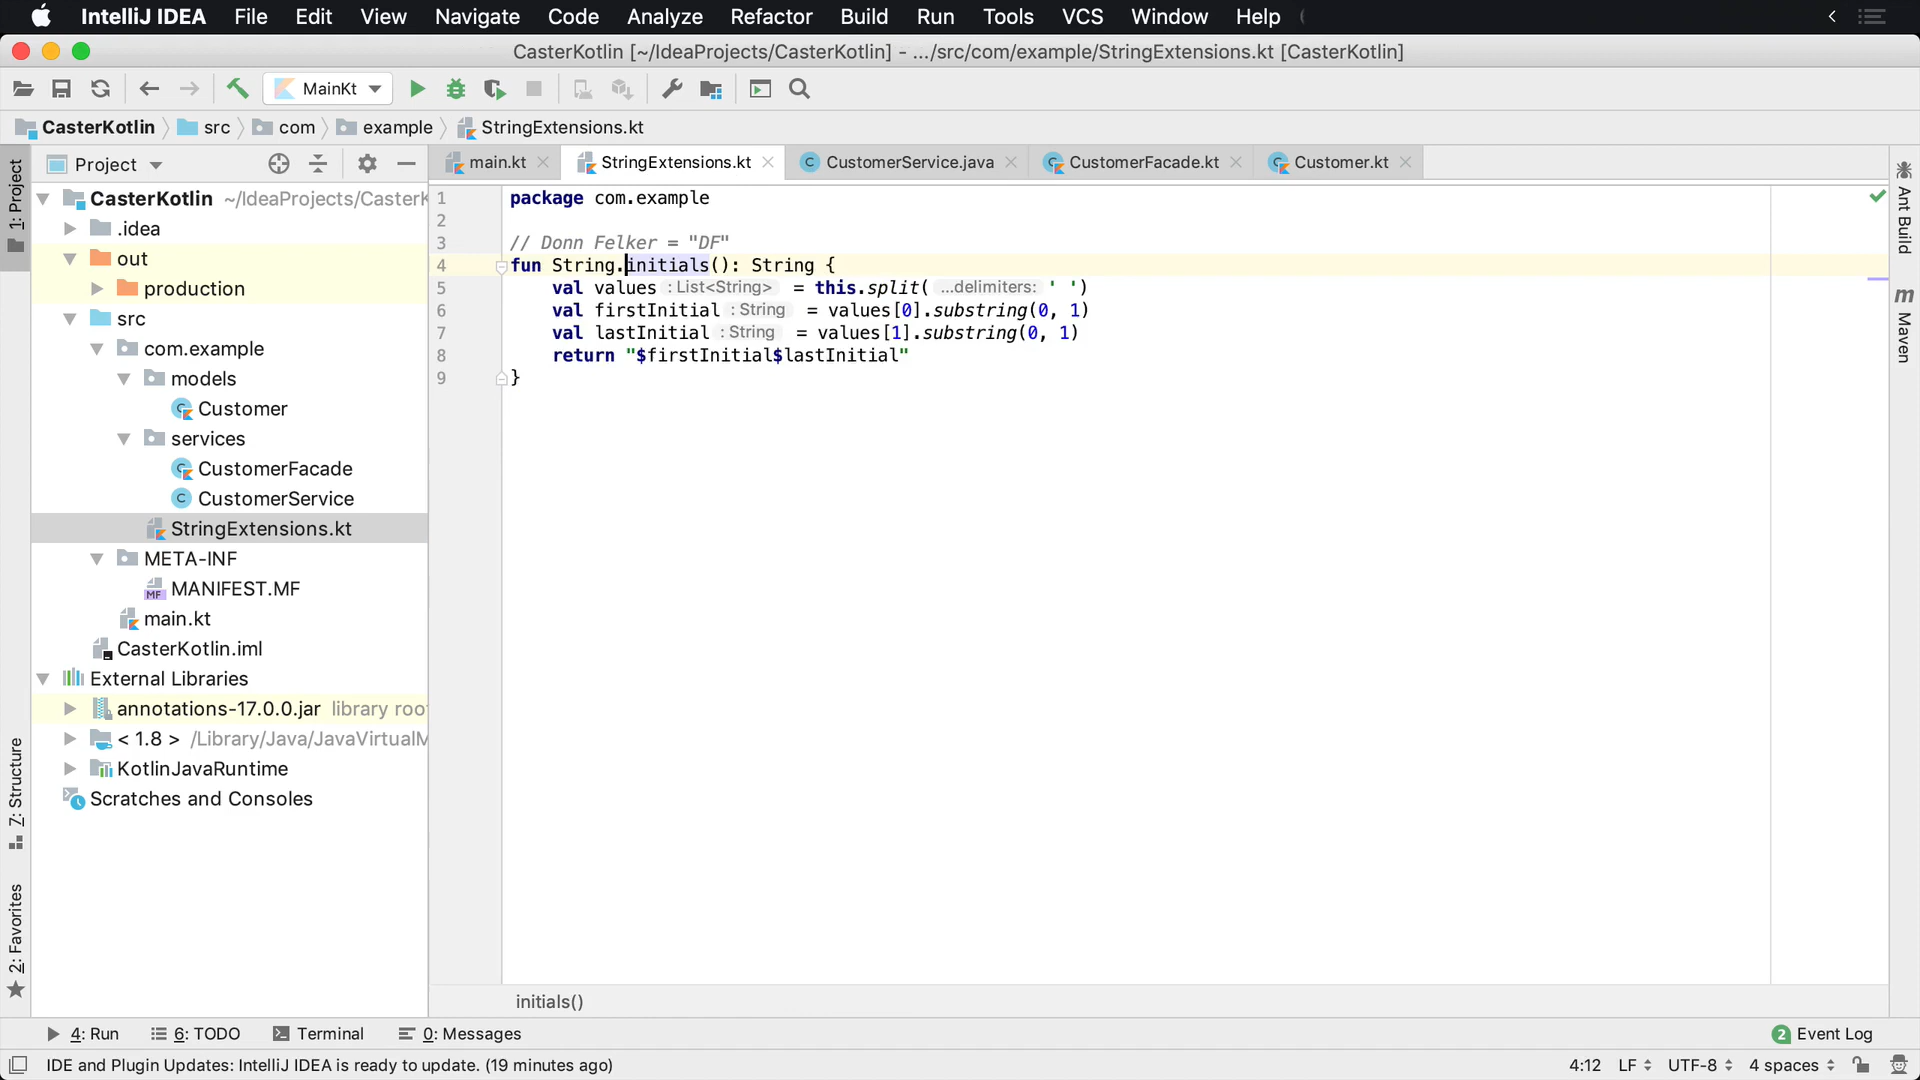 IntelliJ IDEA File Edit View Navigate Code Analyze Refactor Build Run Tools VCS Window Help
CasterKotlin [~/IdeaProjects/CasterKotlin] - .../src/com/example/StringExtensions.kt [CasterKotlin]
MainKt
CasterKotlin src com example StringExtensions.kt
Project
main.kt StringExtensions.kt CustomerService.java CustomerFacade.kt Customer.kt
1: Project
Z: Structure
2: Favorites
CasterKotlin ~/IdeaProjects/CasterK
.idea
out
production
src
com.example
models
Customer
services
CustomerFacade
CustomerService
StringExtensions.kt
META-INF
MF MANIFEST.MF
main.kt
CasterKotlin.iml
External Libraries
annotations-17.0.0.jar library roo
< 1.8 > /Library/Java/JavaVirtualM
KotlinJavaRuntime
Scratches and Consoles
1 package com.example
2
3 // Donn Felker = "DF"
4 fun String.initials(): String {
5 val values : List<String> = this.split( ...delimiters: ' ')
6 val firstInitial : String = values[0].substring(0, 1)
7 val lastInitial : String = values[1].substring(0, 1)
8 return "$firstInitial$lastInitial"
9 }
initials()
Ant Build
m Maven
4: Run 6: TODO Terminal 0: Messages 2 Event Log
IDE and Plugin Updates: IntelliJ IDEA is ready to update. (19 minutes ago) 4:12 LF UTF-8 4 spaces